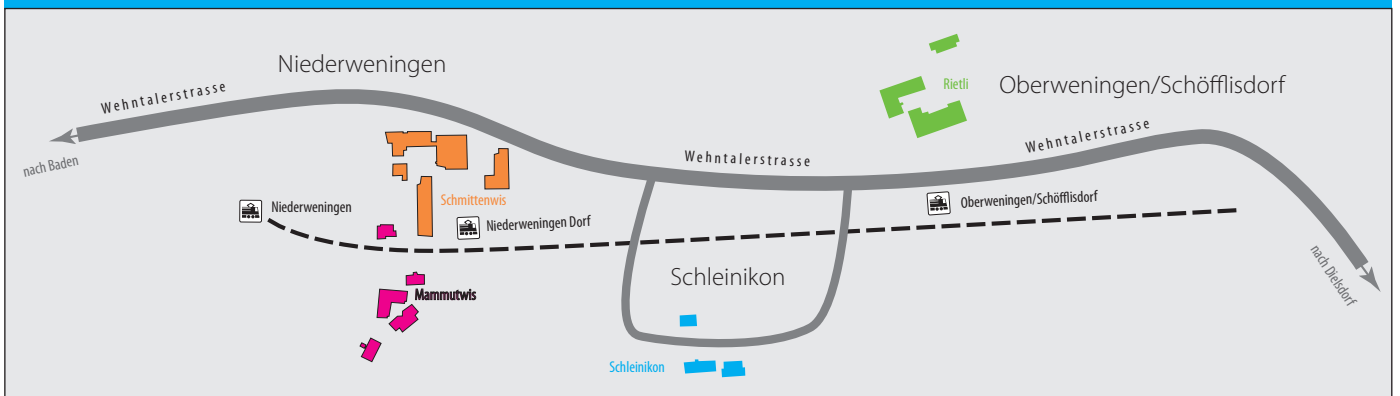 Niederweningen
Wehntalerstrasse
nach Baden
Rietli
Oberweningen/Schöfflisdorf
Wehntalerstrasse
Wehntalerstrasse
Schmittenwis
Niederweningen
Niederweningen Dorf
Oberweningen/Schöfflisdorf
nach Dielsdorf
Schleinikon
Mammutwis
Schleinikon